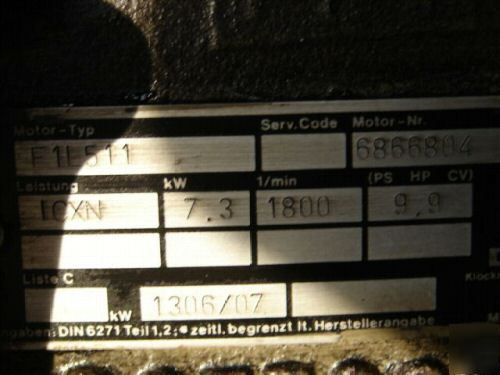 Motor-Typ Serv.Code Motor-Nr.
F1L511 6866804
Leistung kW 1/min (PS HP CV)
ICXN 7.3 1800 9,9
Liste C
kW 1306/07
DIN 6271 Teil 1,2; * zeitl. begrenzt lt. Herstellerangabe